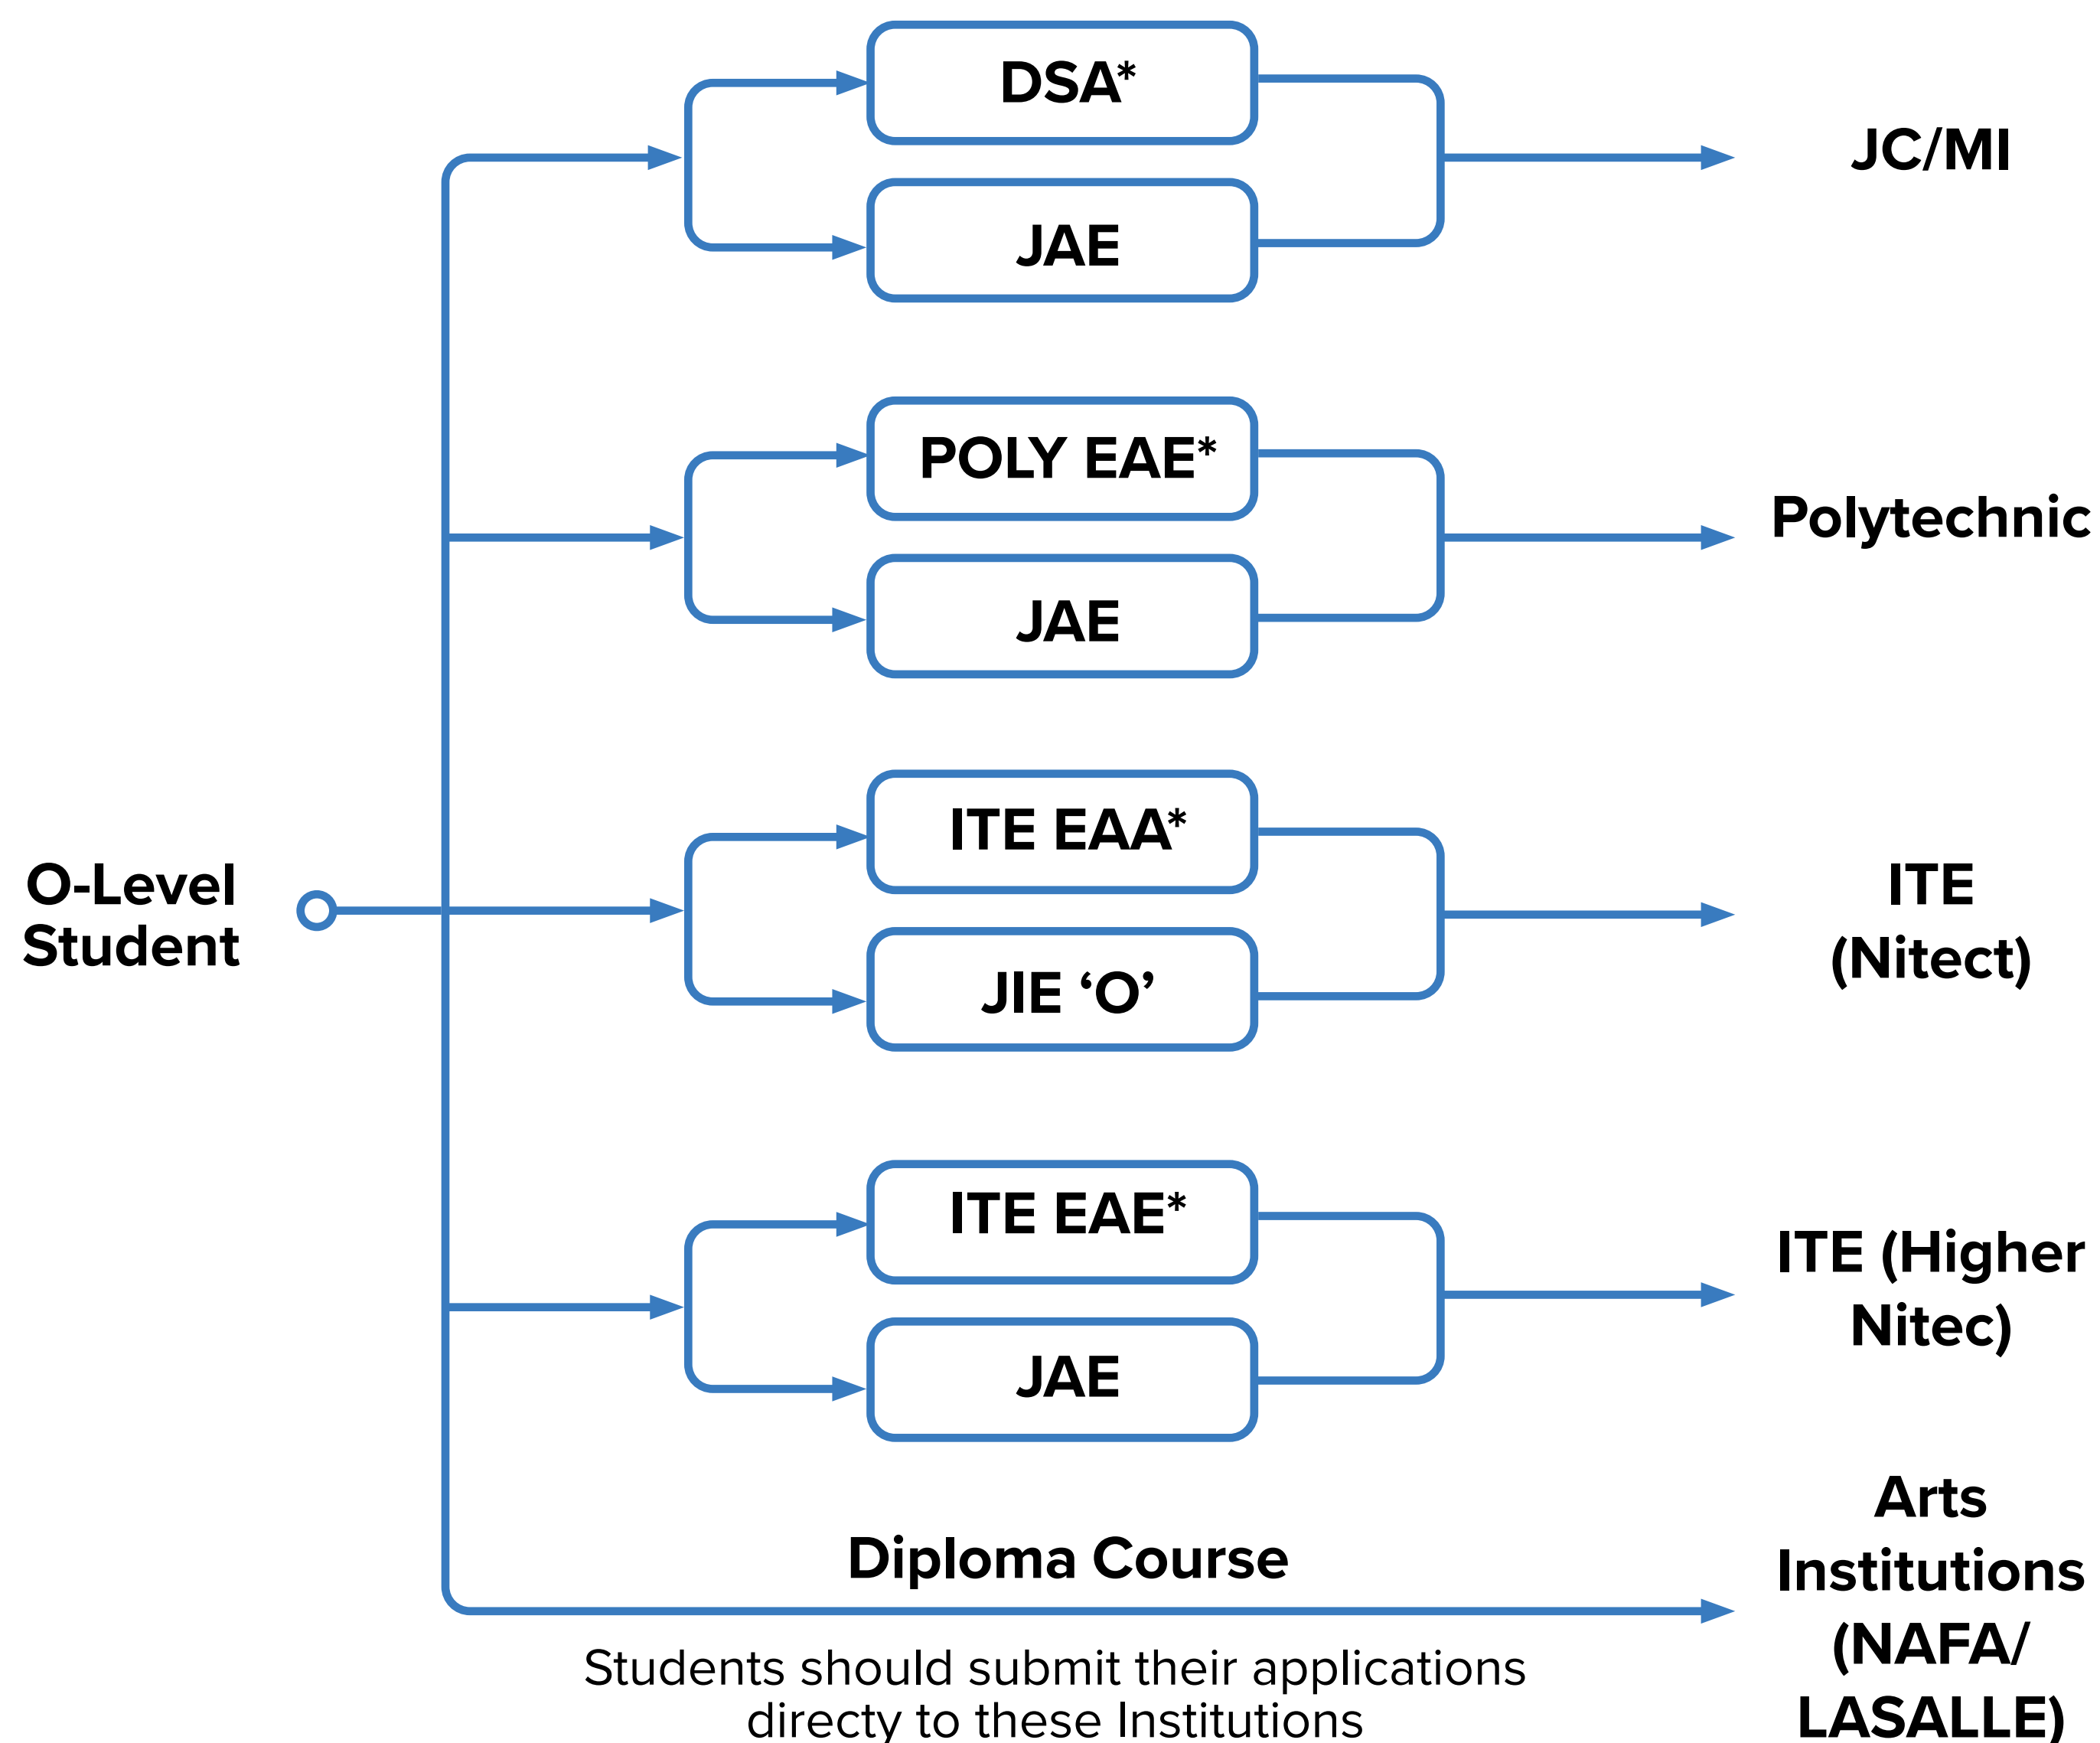 DSA*
JAE
JC/MI
POLY EAE*
JAE
Polytechnic
O-Level
Student
ITE EAA*
JIE ‘O’
ITE
(Nitect)
ITE EAE*
JAE
ITE (Higher
Nitec)
Diploma Course
Students should submit their applications
directy to these Institutions
Arts
Institutions
(NAFA/
LASALLE)